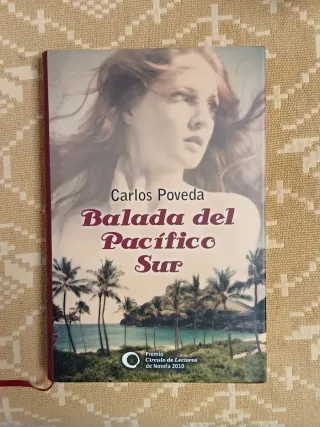 Carlos Poveda
Balada del
Pacífico
Sur
Premio
Círculo de Lectores
de Novela 2010